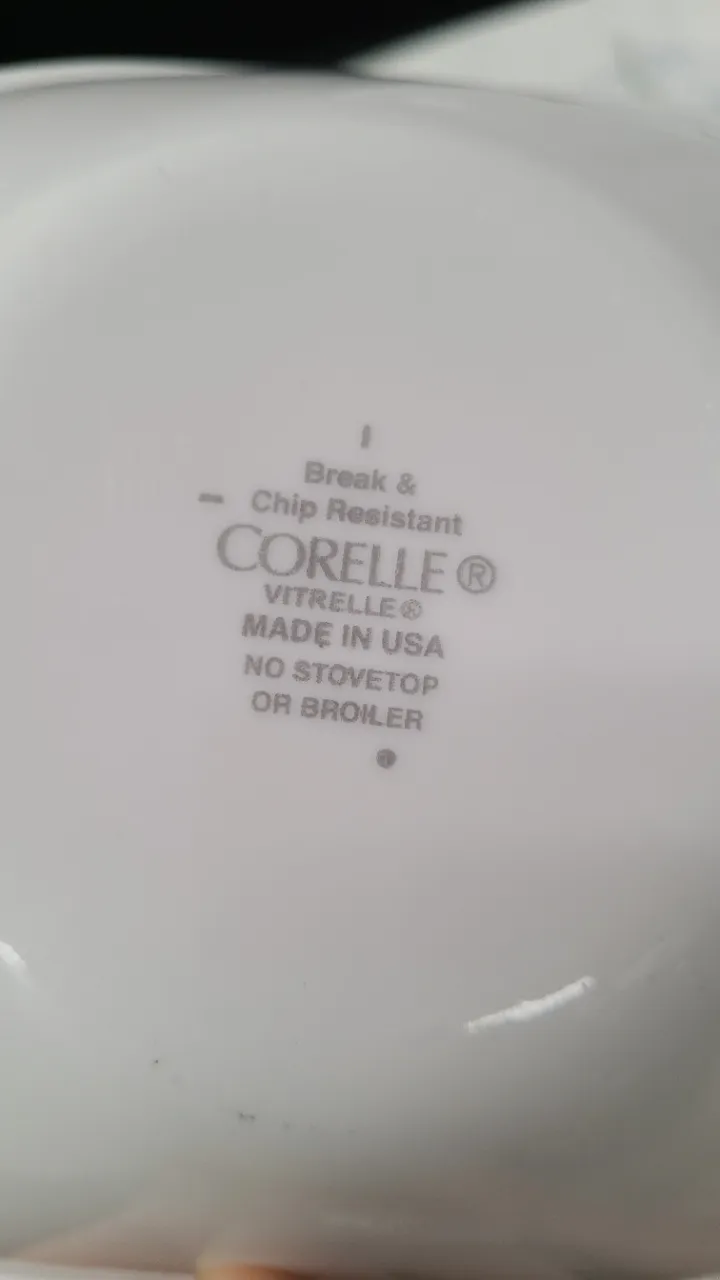 Break &
Chip Resistant
CORELLE®
VITRELLE®
MADE IN USA
NO STOVETOP
OR BROILER